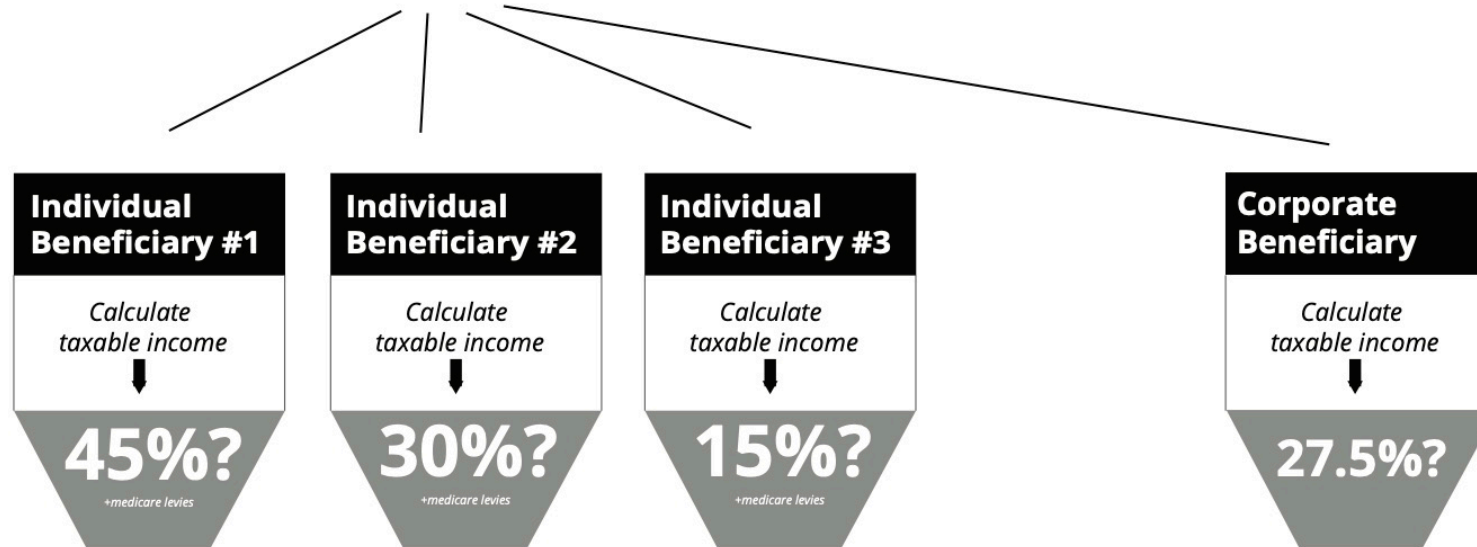 Individual
Beneficiary #1
Calculate
taxable income
45%?
+medicare levies
Individual
Beneficiary #2
Calculate
taxable income
30%?
+medicare levies
Individual
Beneficiary #3
Calculate
taxable income
15%?
+medicare levies
Corporate
Beneficiary
Calculate
taxable income
27.5%?